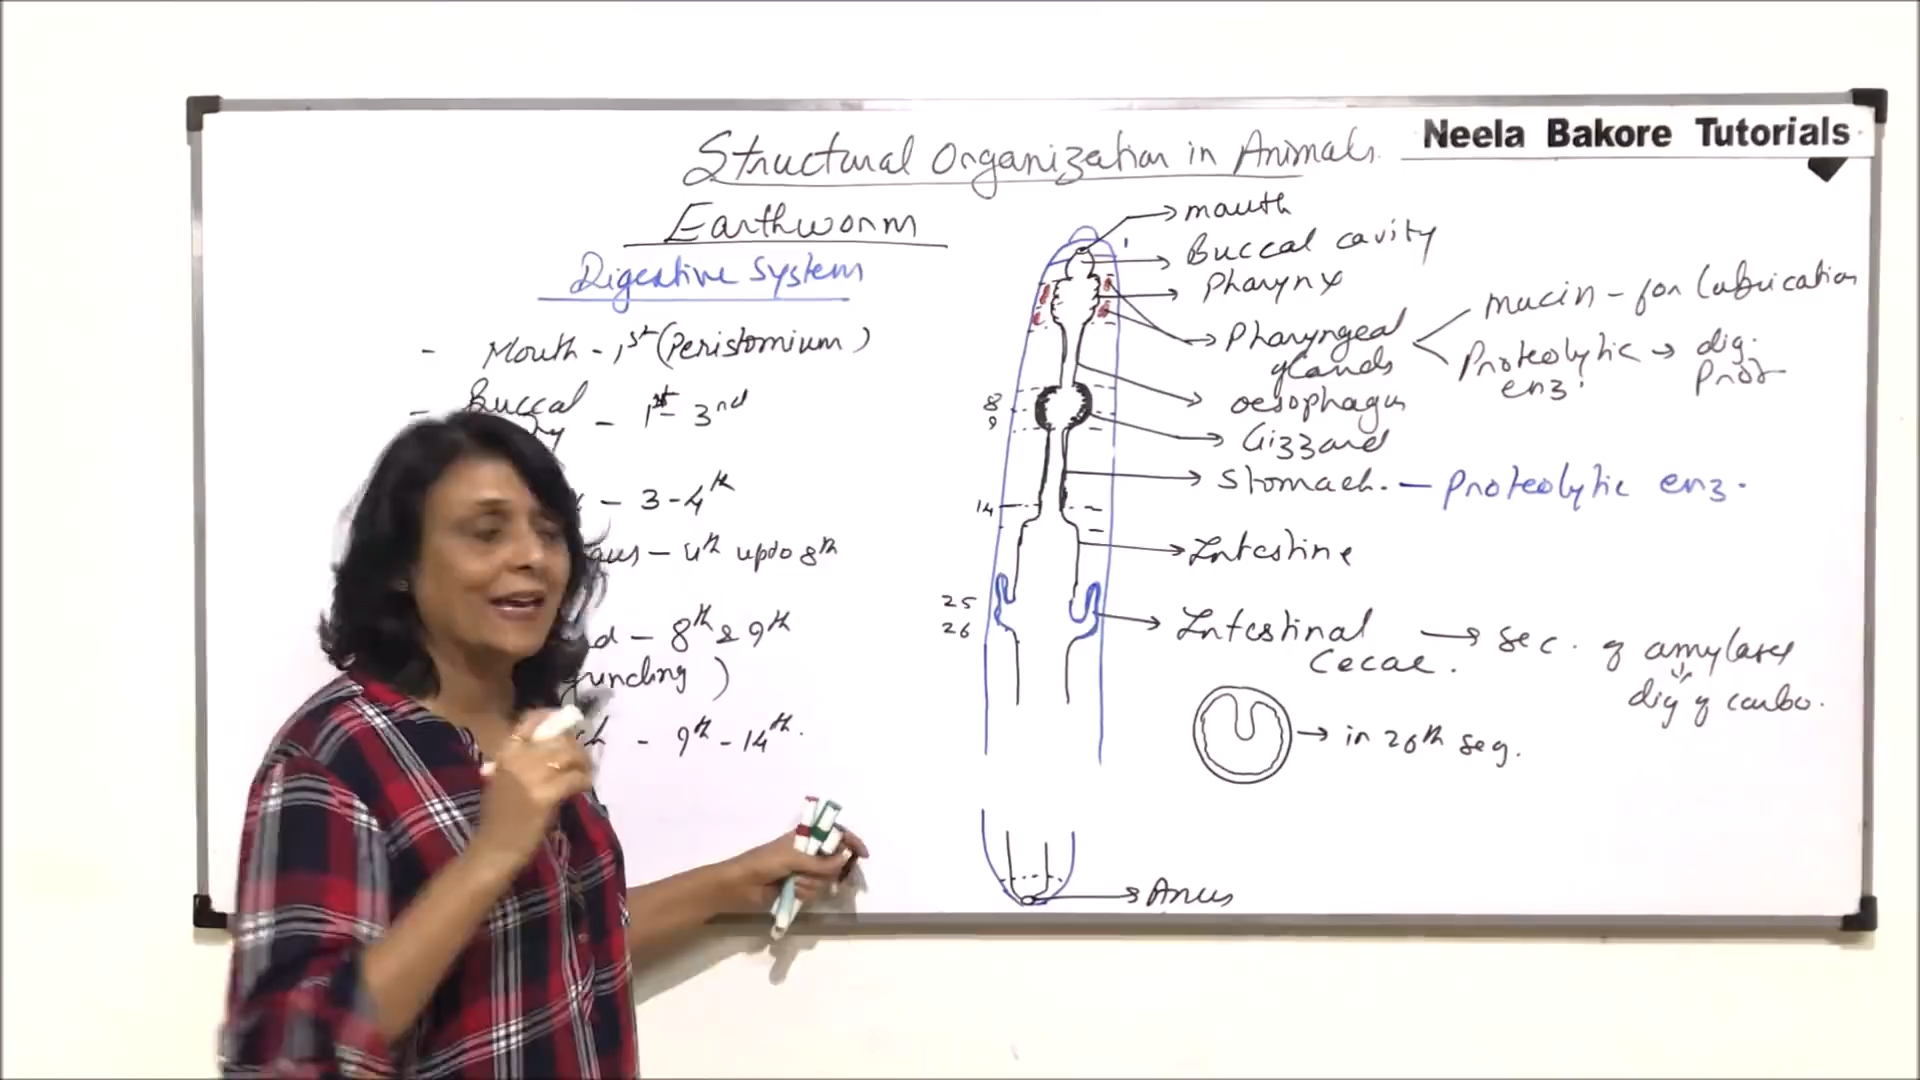 Neela Bakore Tutorials
Structural Organization in Animals
Earthworm
Digestive System
- Mouth - 1st (Peristomium)
- Buccal
- 1st - 3rd
- 3-4th
- 4th upto 8th
- 8th & 9th
)
- 9th - 14th.
mouth
Buccal cavity
Pharynx
Pharyngeal
glands
mucin - for lubrication
Proteolytic → dig.
enz. Prot
oesophagus
Gizzard
Stomach. - Proteolytic enz.
Intestine
Intestinal → sec. of amylases
Cecae.
dig of carbo.
→ in 26th seg.
Anus
1
8
9
14
25
26